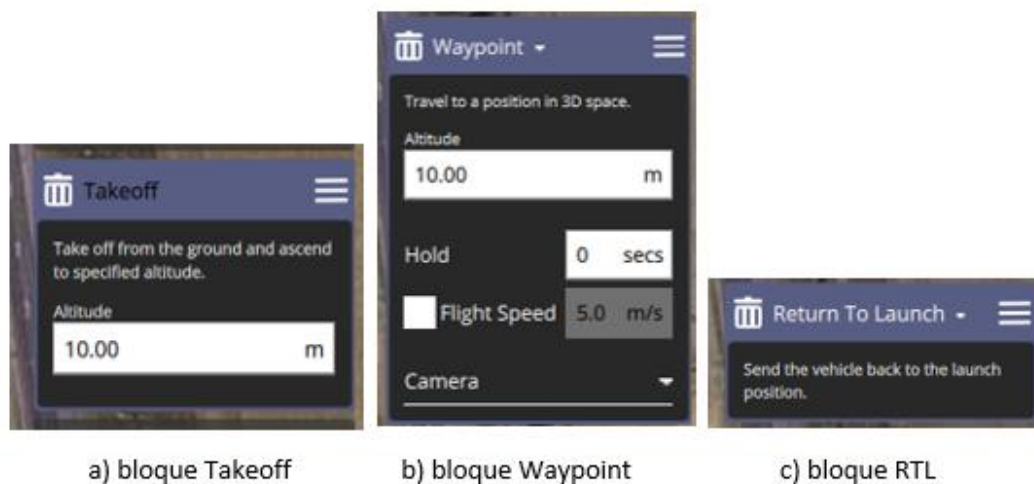 Takeoff
Take off from the ground and ascend
to specified altitude.
Altitude
10.00 m
Waypoint
Travel to a position in 3D space.
Altitude
10.00 m
Hold 0 secs
Flight Speed 5.0 m/s
Camera
Return To Launch
Send the vehicle back to the launch
position.
a) bloque Takeoff
b) bloque Waypoint
c) bloque RTL